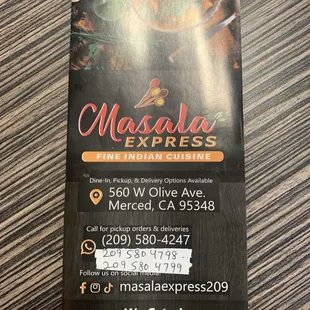 Masala
EXPRESS
FINE INDIAN CUISINE
Dine-In, Pickup, & Delivery Options Available
560 W Olive Ave.
Merced, CA 95348
Call for pickup orders & deliveries
(209) 580-4247
209 580 4798
209 580 4799
Follow us on social media!
masalaexpress209